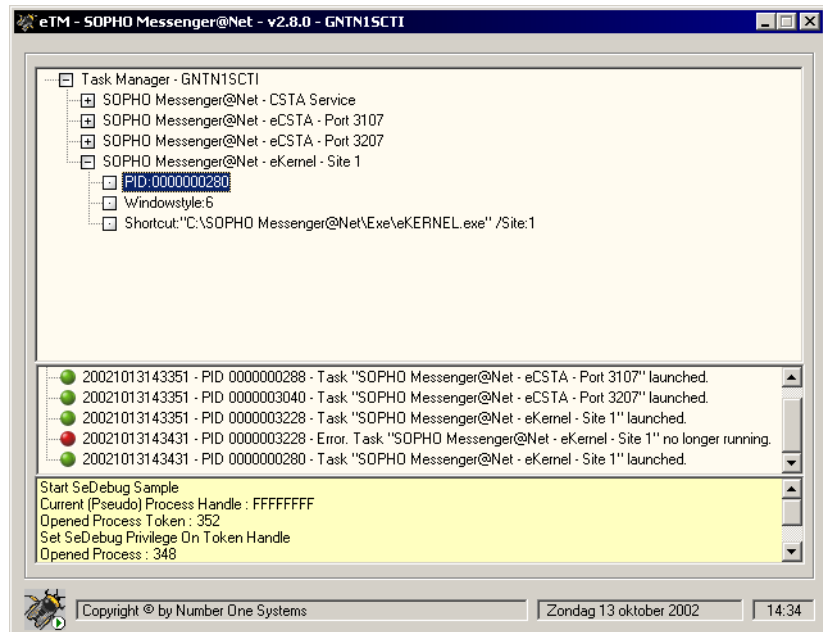 eTM - SOPHO Messenger@Net - v2.8.0 - GNTN1SCTI
Task Manager - GNTN1SCTI
SOPHO Messenger@Net - CSTA Service
SOPHO Messenger@Net - eCSTA - Port 3107
SOPHO Messenger@Net - eCSTA - Port 3207
SOPHO Messenger@Net - eKernel - Site 1
PID:0000000280
Windowstyle:6
Shortcut:"C:\SOPHO Messenger@Net\Exe\eKERNEL.exe" /Site:1
20021013143351 - PID 0000000288 - Task "SOPHO Messenger@Net - eCSTA - Port 3107" launched.
20021013143351 - PID 0000003040 - Task "SOPHO Messenger@Net - eCSTA - Port 3207" launched.
20021013143351 - PID 0000003228 - Task "SOPHO Messenger@Net - eKernel - Site 1" launched.
20021013143431 - PID 0000003228 - Error. Task "SOPHO Messenger@Net - eKernel - Site 1" no longer running.
20021013143431 - PID 0000000280 - Task "SOPHO Messenger@Net - eKernel - Site 1" launched.
Start SeDebug Sample
Current (Pseudo) Process Handle : FFFFFFFF
Opened Process Token : 352
Set SeDebug Privilege On Token Handle
Opened Process : 348
Copyright © by Number One Systems
Zondag 13 oktober 2002
14:34